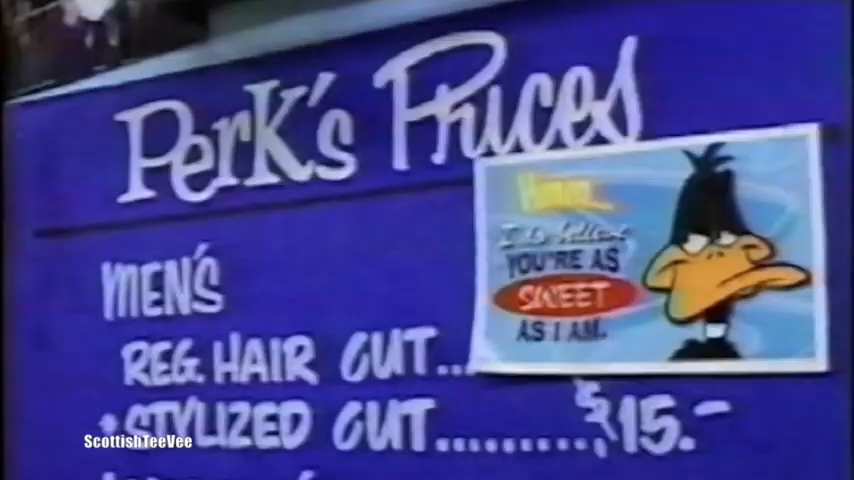 Perk's Prices
MEN'S
REG. HAIR CUT...
*STYLIZED CUT..........$15.-
YOU'RE AS
SWEET
AS I AM.
ScottishTeeVee